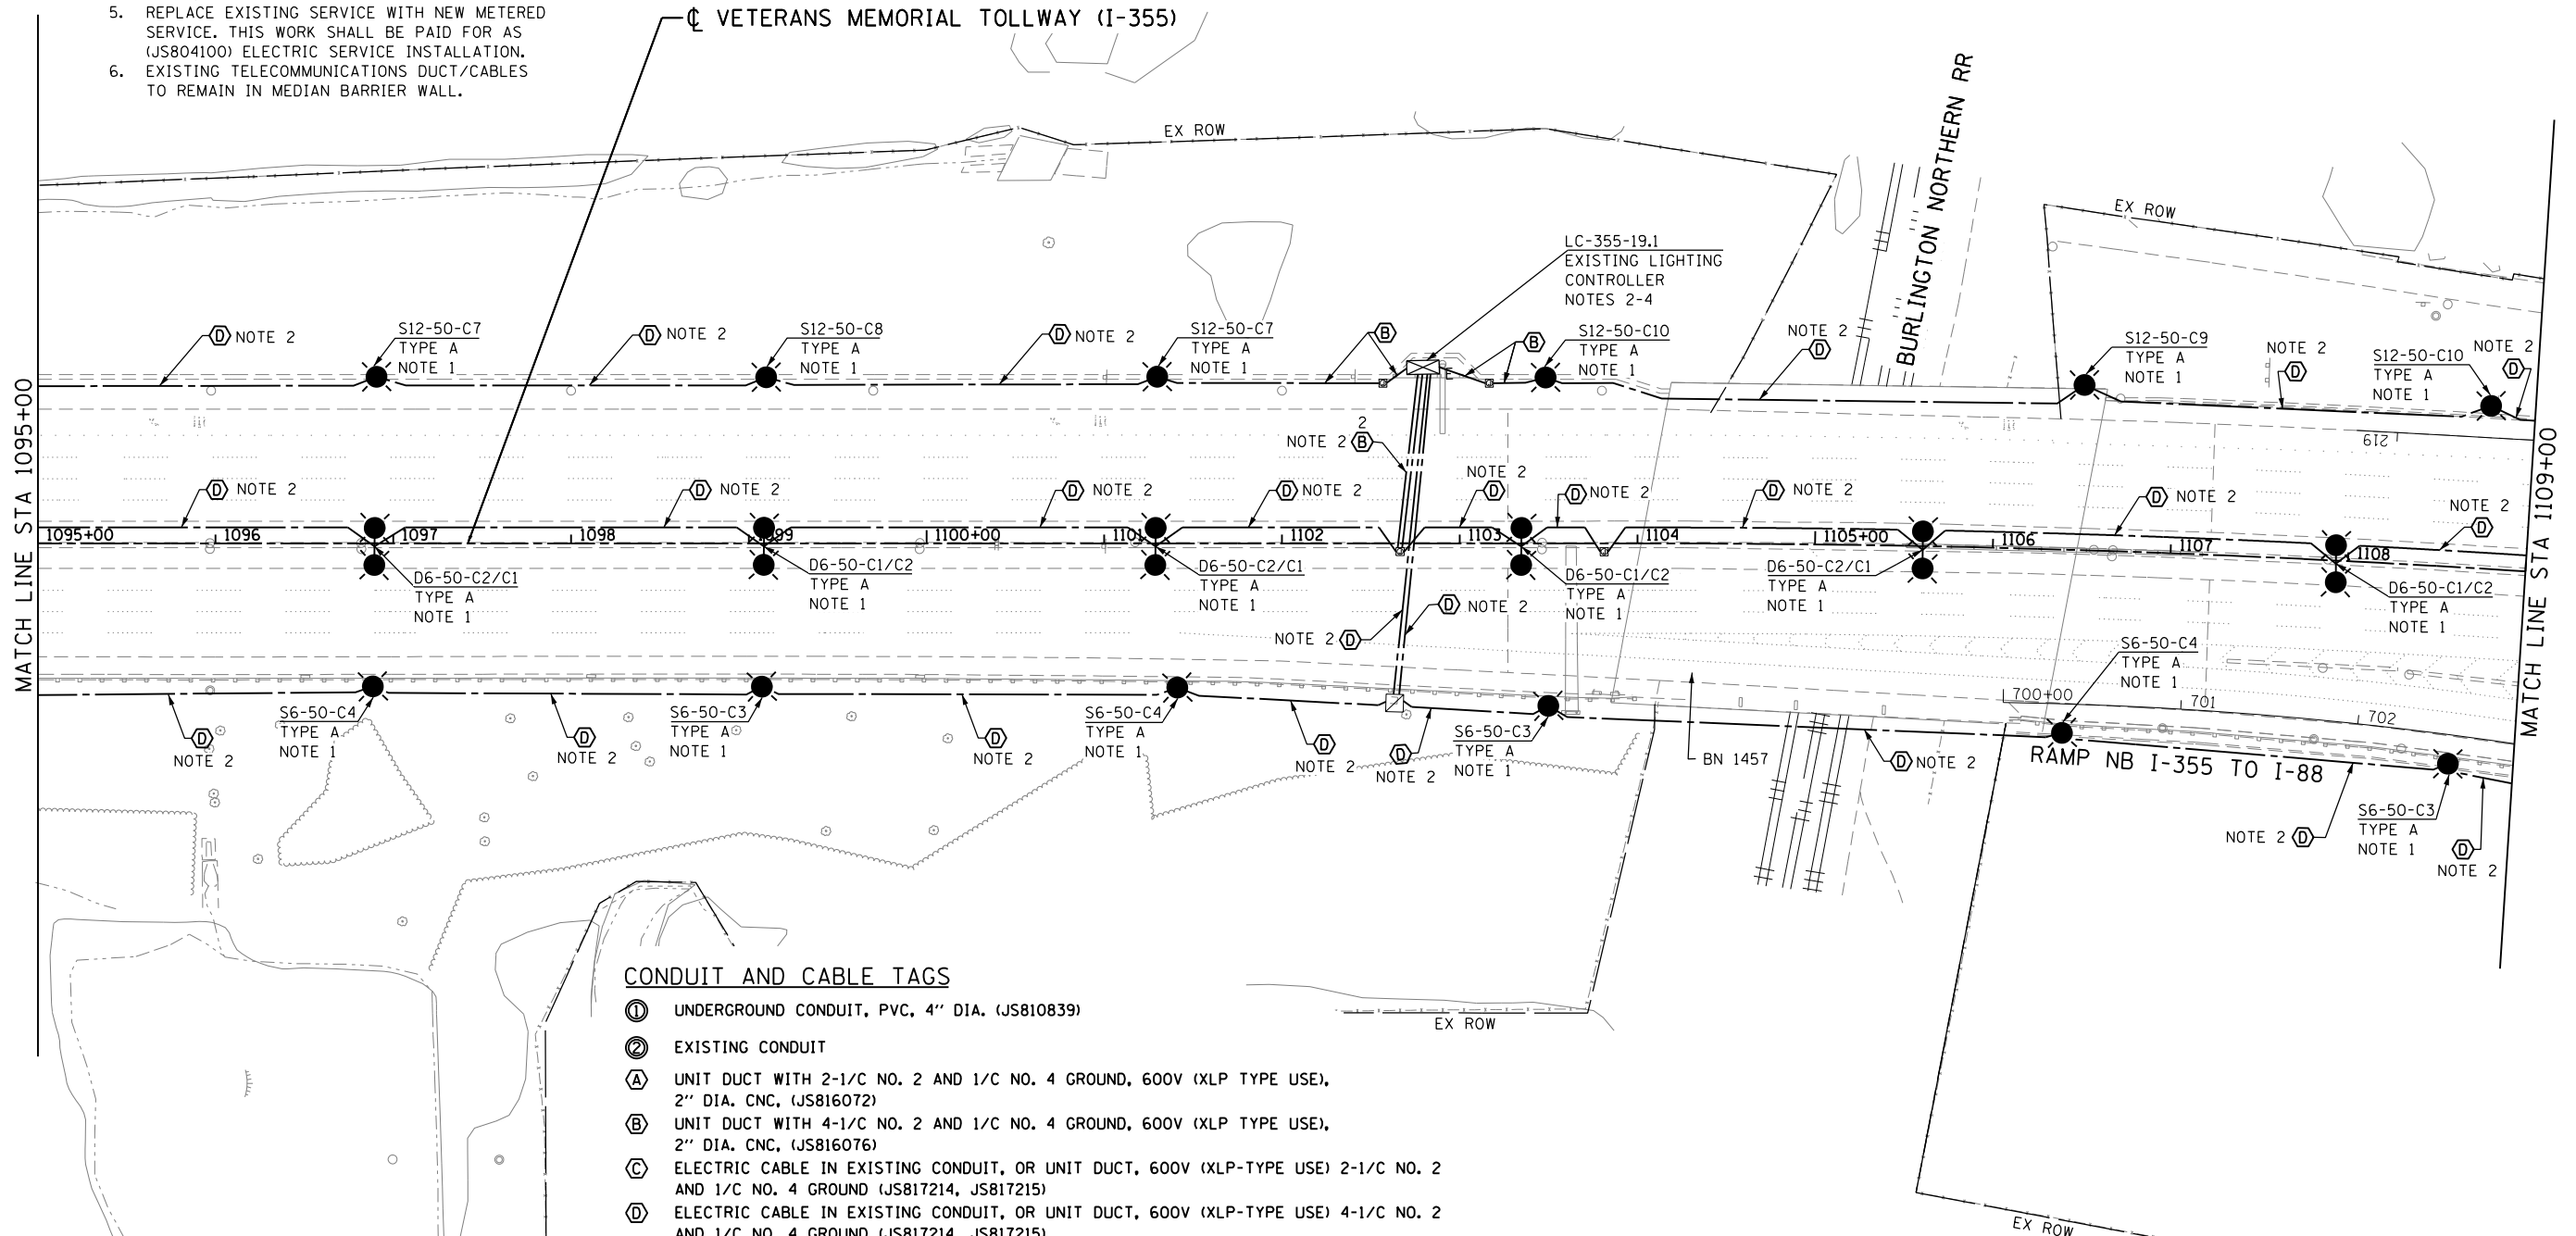 5. REPLACE EXISTING SERVICE WITH NEW METERED
SERVICE. THIS WORK SHALL BE PAID FOR AS
(JS804100) ELECTRIC SERVICE INSTALLATION.
6. EXISTING TELECOMMUNICATIONS DUCT/CABLES
TO REMAIN IN MEDIAN BARRIER WALL.
℄ VETERANS MEMORIAL TOLLWAY (I-355)
EX ROW
BURLINGTON NORTHERN RR
EX ROW
LC-355-19.1
EXISTING LIGHTING
CONTROLLER
NOTES 2-4
MATCH LINE STA 1095+00
D NOTE 2
S12-50-C7
TYPE A
NOTE 1
D NOTE 2
S12-50-C8
TYPE A
NOTE 1
D NOTE 2
S12-50-C7
TYPE A
NOTE 1
B
B
E
S12-50-C10
TYPE A
NOTE 1
NOTE 2
D
S12-50-C9
TYPE A
NOTE 1
NOTE 2
D
S12-50-C10
TYPE A
NOTE 1
NOTE 2
D
619
2
NOTE 2 B
D NOTE 2
D NOTE 2
D NOTE 2
D NOTE 2
NOTE 2
D
D NOTE 2
D NOTE 2
D NOTE 2
NOTE 2
D
1095+00
1096
1097
1098
1099
1100+00
1101
1102
1103
1104
1105+00
1106
1107
1108
D6-50-C2/C1
TYPE A
NOTE 1
D6-50-C1/C2
TYPE A
NOTE 1
D6-50-C2/C1
TYPE A
NOTE 1
D6-50-C1/C2
TYPE A
NOTE 1
D6-50-C2/C1
TYPE A
NOTE 1
D6-50-C1/C2
TYPE A
NOTE 1
D NOTE 2
NOTE 2 D
MATCH LINE STA 1109+00
D
NOTE 2
S6-50-C4
TYPE A
NOTE 1
D
NOTE 2
S6-50-C3
TYPE A
NOTE 1
D
NOTE 2
S6-50-C4
TYPE A
NOTE 1
D
NOTE 2
D
NOTE 2
S6-50-C3
TYPE A
NOTE 1
BN 1457
D NOTE 2
S6-50-C4
TYPE A
NOTE 1
700+00
701
702
RAMP NB I-355 TO I-88
NOTE 2 D
S6-50-C3
TYPE A
NOTE 1
D
NOTE 2
EX ROW
EX ROW
CONDUIT AND CABLE TAGS
1 UNDERGROUND CONDUIT, PVC, 4'' DIA. (JS810839)
2 EXISTING CONDUIT
A UNIT DUCT WITH 2-1/C NO. 2 AND 1/C NO. 4 GROUND, 600V (XLP TYPE USE),
2'' DIA. CNC, (JS816072)
B UNIT DUCT WITH 4-1/C NO. 2 AND 1/C NO. 4 GROUND, 600V (XLP TYPE USE),
2'' DIA. CNC, (JS816076)
C ELECTRIC CABLE IN EXISTING CONDUIT, OR UNIT DUCT, 600V (XLP-TYPE USE) 2-1/C NO. 2
AND 1/C NO. 4 GROUND (JS817214, JS817215)
D ELECTRIC CABLE IN EXISTING CONDUIT, OR UNIT DUCT, 600V (XLP-TYPE USE) 4-1/C NO. 2
AND 1/C NO. 4 GROUND (JS817214, JS817215)